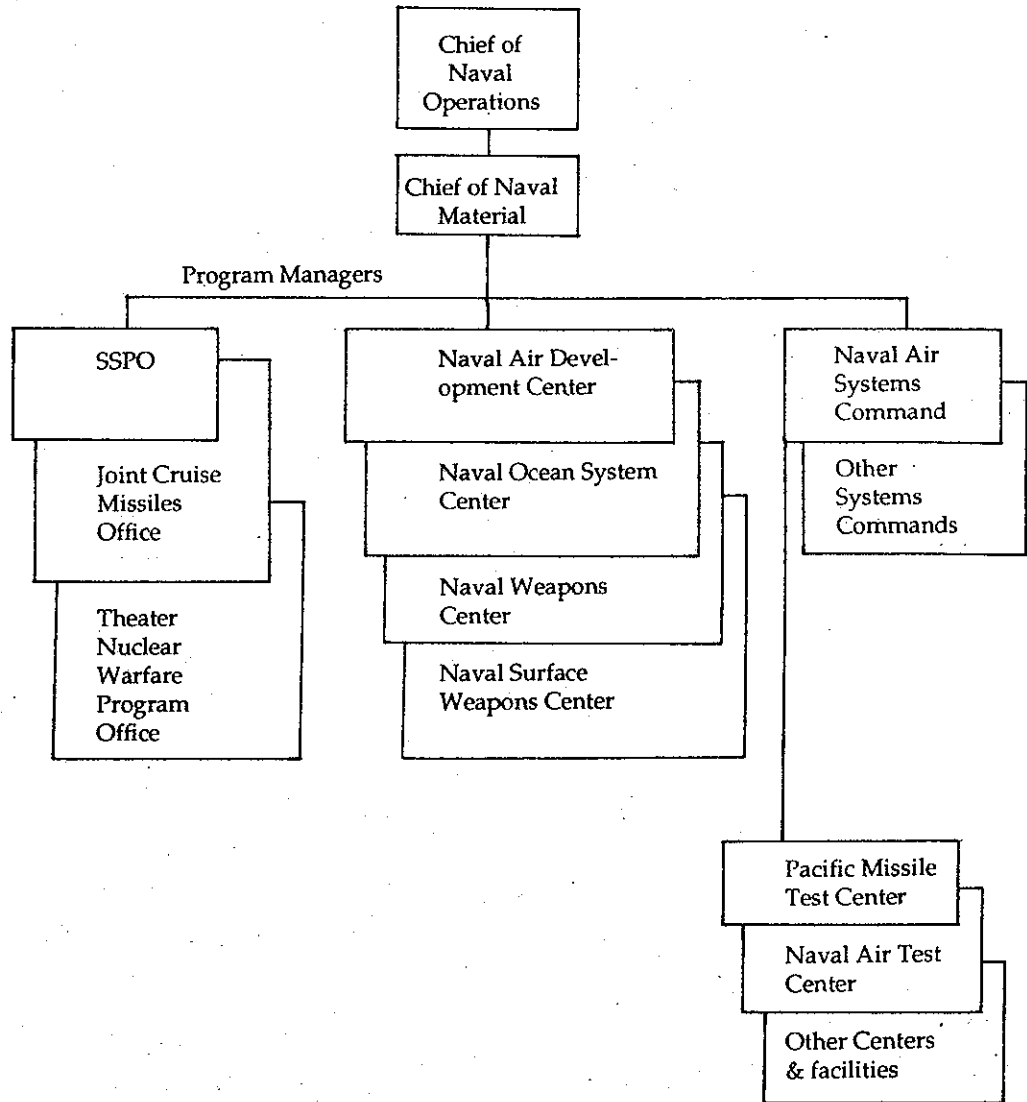 Chief of
Naval
Operations
Chief of Naval
Material
Program Managers
SSPO
Joint Cruise
Missiles
Office
Theater
Nuclear
Warfare
Program
Office
Naval Air Devel-
opment Center
Naval Ocean System
Center
Naval Weapons
Center
Naval Surface
Weapons Center
Naval Air
Systems
Command
Other
Systems
Commands
Pacific Missile
Test Center
Naval Air Test
Center
Other Centers
& facilities